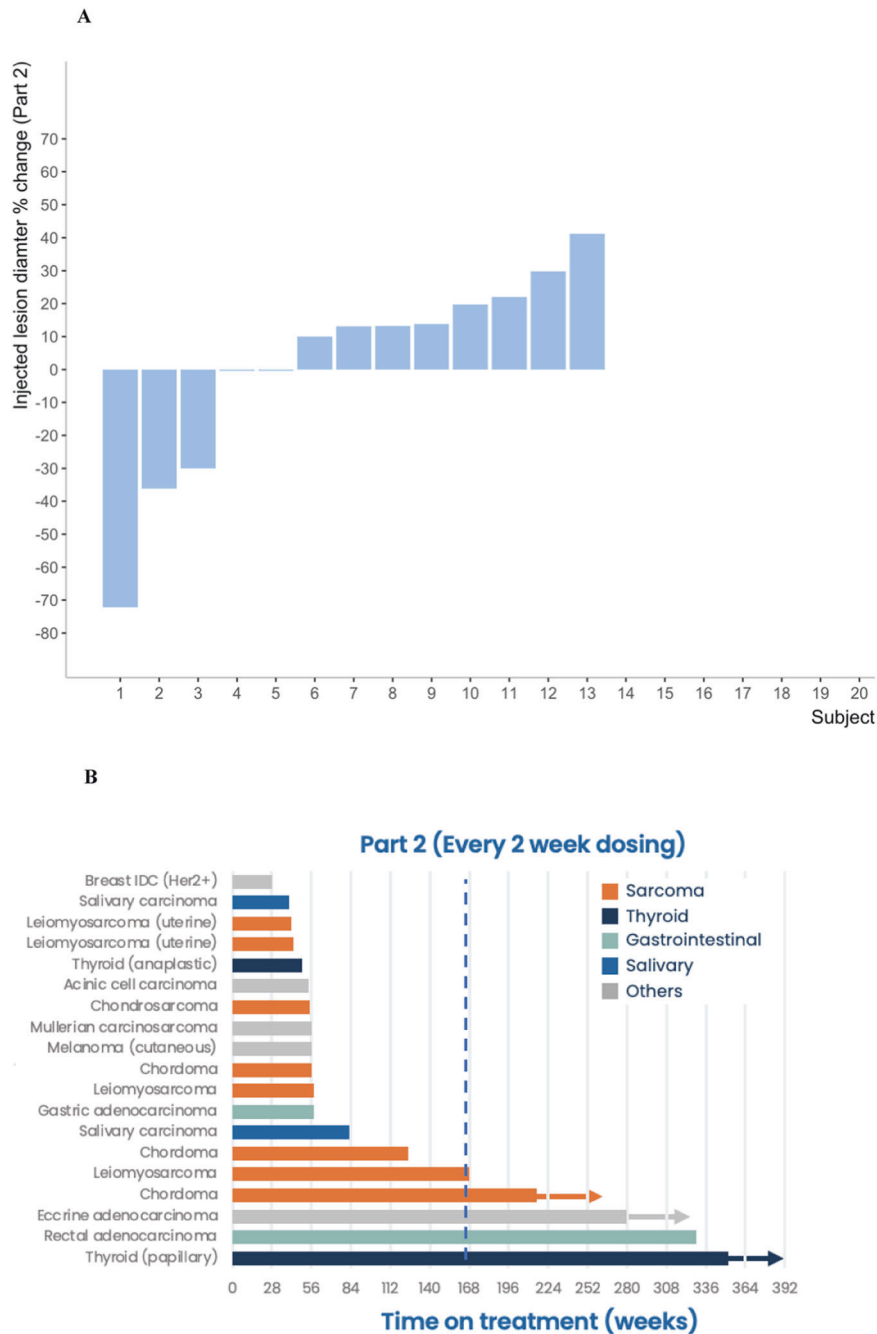 A
Injected lesion diamter % change (Part 2)
70
60
50
40
30
20
10
0
-10
-20
-30
-40
-50
-60
-70
-80
1 2 3 4 5 6 7 8 9 10 11 12 13 14 15 16 17 18 19 20
Subject
B
Part 2 (Every 2 week dosing)
Breast IDC (Her2+)
Salivary carcinoma
Leiomyosarcoma (uterine)
Leiomyosarcoma (uterine)
Thyroid (anaplastic)
Acinic cell carcinoma
Chondrosarcoma
Mullerian carcinosarcoma
Melanoma (cutaneous)
Chordoma
Leiomyosarcoma
Gastric adenocarcinoma
Salivary carcinoma
Chordoma
Leiomyosarcoma
Chordoma
Eccrine adenocarcinoma
Rectal adenocarcinoma
Thyroid (papillary)
Sarcoma
Thyroid
Gastrointestinal
Salivary
Others
0 28 56 84 112 140 168 196 224 252 280 308 336 364 392
Time on treatment (weeks)